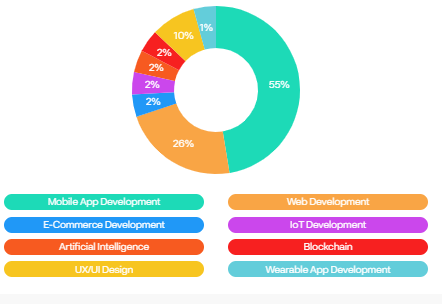 1%
10%
2%
55%
2%
2%
2%
26%
Mobile App Development
Web Development
E-Commerce Development
IoT Development
Artificial Intelligence
Blockchain
UX/UI Design
Wearable App Development